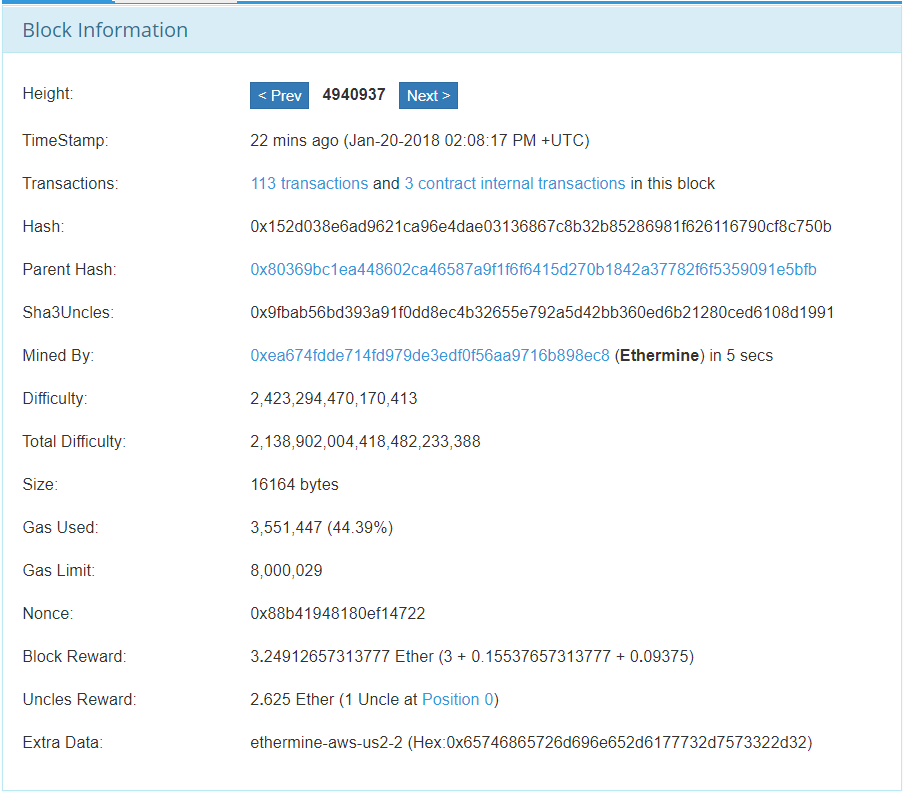 Block Information
Height: < Prev 4940937 Next >
TimeStamp: 22 mins ago (Jan-20-2018 02:08:17 PM +UTC)
Transactions: 113 transactions and 3 contract internal transactions in this block
Hash: 0x152d038e6ad9621ca96e4dae03136867c8b32b85286981f626116790cf8c750b
Parent Hash: 0x80369bc1ea448602ca46587a9f1f6f6415d270b1842a37782f6f5359091e5bfb
Sha3Uncles: 0x9fbab56bd393a91f0dd8ec4b32655e792a5d42bb360ed6b21280ced6108d1991
Mined By: 0xea674fdde714fd979de3edf0f56aa9716b898ec8 (Ethermine) in 5 secs
Difficulty: 2,423,294,470,170,413
Total Difficulty: 2,138,902,004,418,482,233,388
Size: 16164 bytes
Gas Used: 3,551,447 (44.39%)
Gas Limit: 8,000,029
Nonce: 0x88b41948180ef14722
Block Reward: 3.24912657313777 Ether (3 + 0.15537657313777 + 0.09375)
Uncles Reward: 2.625 Ether (1 Uncle at Position 0)
Extra Data: ethermine-aws-us2-2 (Hex:0x65746865726d696e652d6177732d7573322d32)